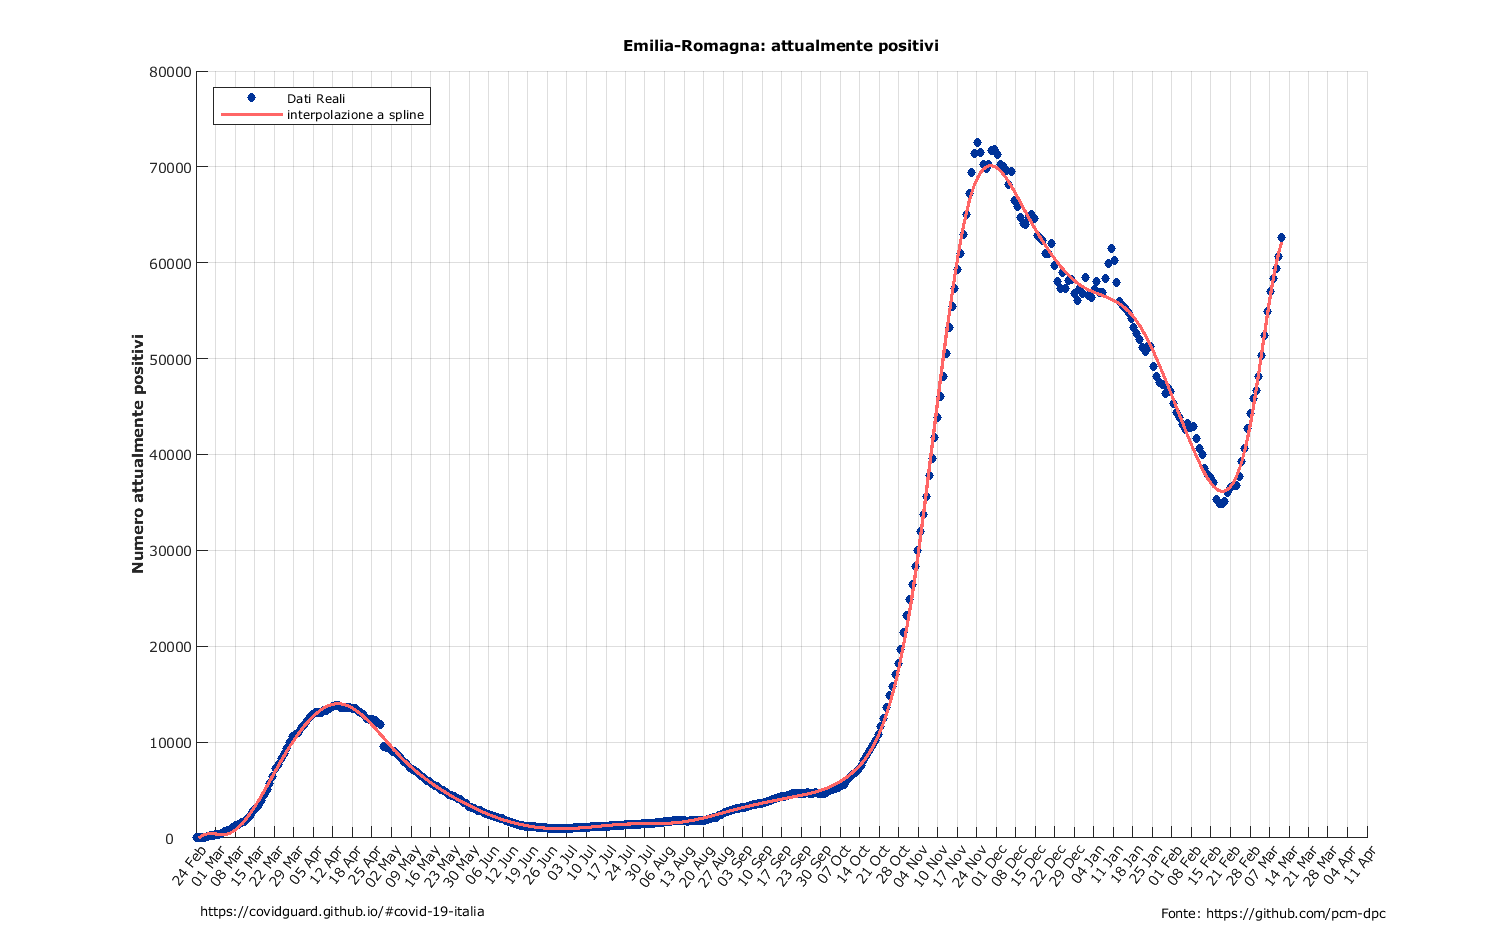 Emilia-Romagna: attualmente positivi
80000
70000
60000
50000
40000
30000
20000
10000
0
Numero attualmente positivi
Dati Reali
interpolazione a spline
24 Feb
01 Mar
08 Mar
15 Mar
22 Mar
29 Mar
05 Apr
12 Apr
18 Apr
25 Apr
02 May
09 May
16 May
23 May
30 May
06 Jun
12 Jun
19 Jun
26 Jun
03 Jul
10 Jul
17 Jul
24 Jul
30 Jul
06 Aug
13 Aug
20 Aug
27 Aug
03 Sep
10 Sep
17 Sep
23 Sep
30 Sep
07 Oct
14 Oct
21 Oct
28 Oct
04 Nov
10 Nov
17 Nov
24 Nov
01 Dec
08 Dec
15 Dec
22 Dec
29 Dec
04 Jan
11 Jan
18 Jan
25 Jan
01 Feb
08 Feb
15 Feb
21 Feb
28 Feb
07 Mar
14 Mar
21 Mar
28 Mar
04 Apr
11 Apr
https://covidguard.github.io/#covid-19-italia
Fonte: https://github.com/pcm-dpc